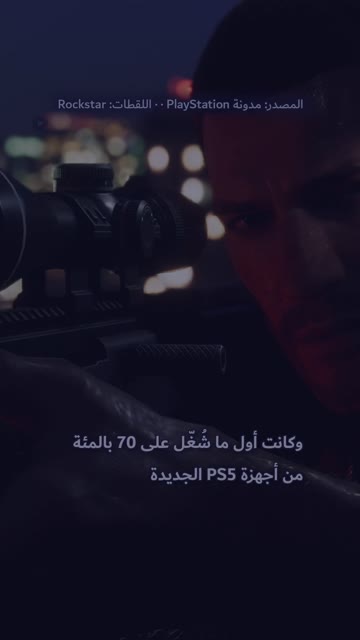 المصدر: مدونة PlayStation · · اللقطات: Rockstar
وكانت أول ما شُغّل على 70 بالمئة
من أجهزة PS5 الجديدة